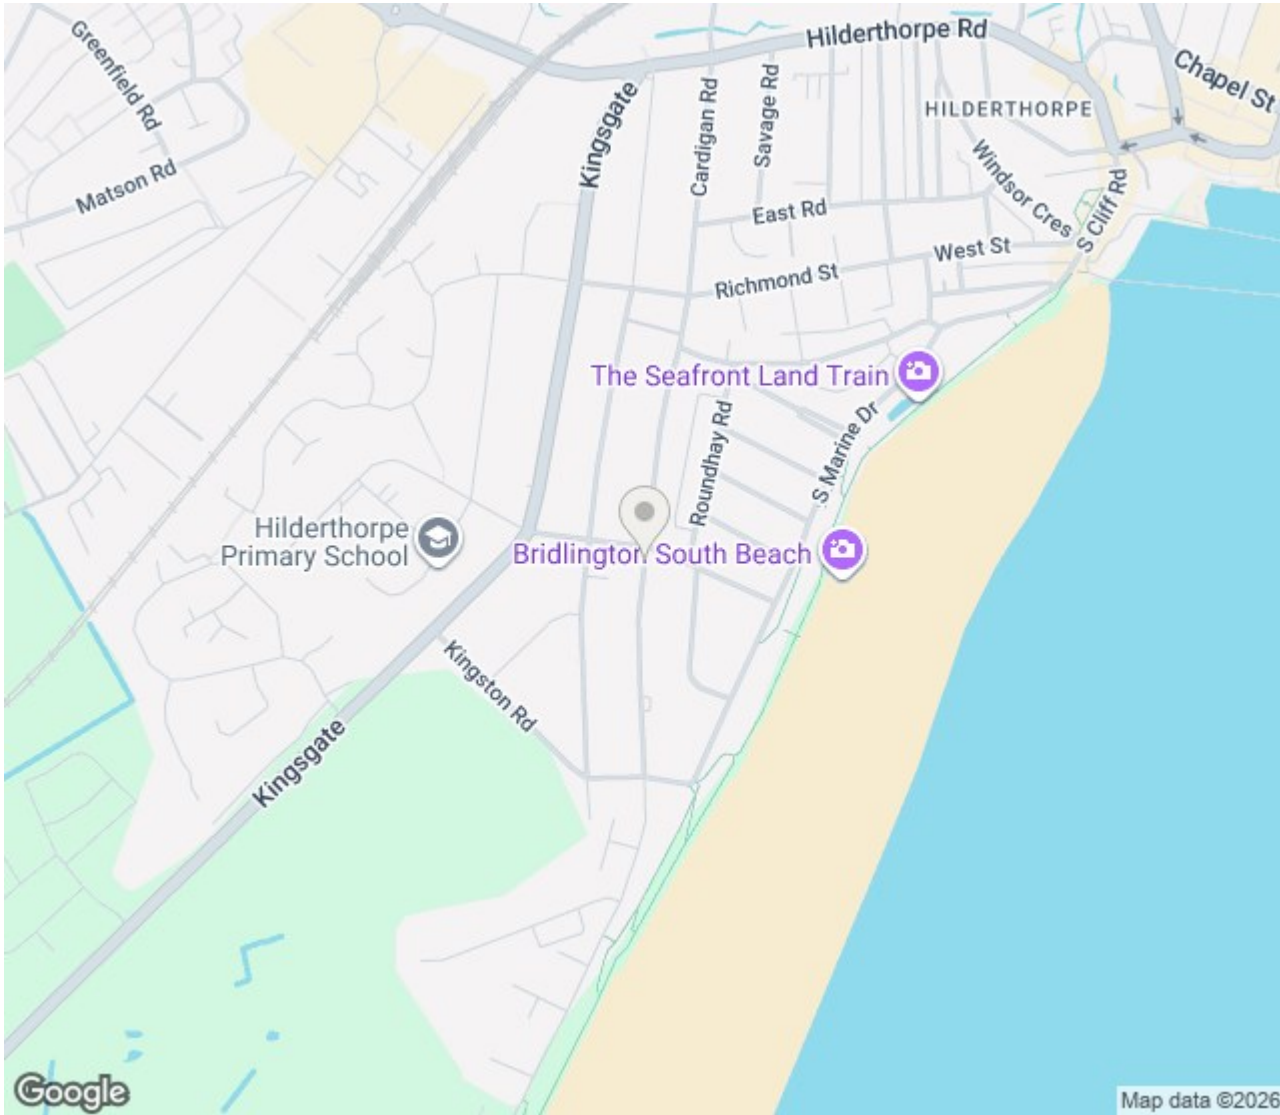 Hilderthorpe Rd
Greenfield Rd
Chapel St
Kingsgate
Cardigan Rd
Savage Rd
HILDERTHORPE
Matson Rd
Windsor Cres
S Cliff Rd
East Rd
West St
Richmond St
The Seafront Land Train
Roundhay Rd
S Marine Dr
Hilderthorpe
Primary School
Bridlington South Beach
Kingston Rd
Kingsgate
Google
Map data ©2026